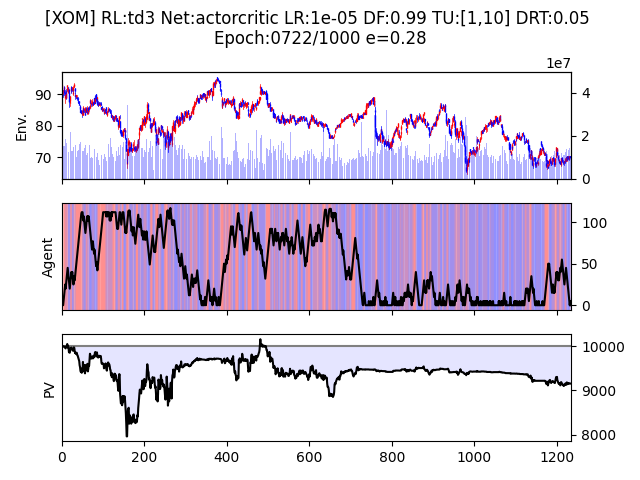 [XOM] RL:td3 Net:actorcritic LR:1e-05 DF:0.99 TU:[1,10] DRT:0.05
Epoch:0722/1000 e=0.28
1e7
Env.
90
80
70
4
2
0
Agent
100
50
0
PV
10000
9000
8000
0 200 400 600 800 1000 1200